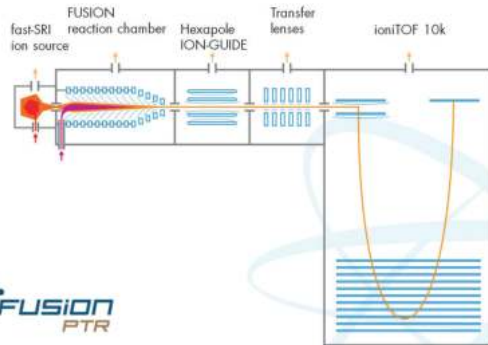 fast-SRI
ion source
FUSION
reaction chamber
Hexapole
ION-GUIDE
Transfer
lenses
ioniTOF 10k
FUSION
PTR